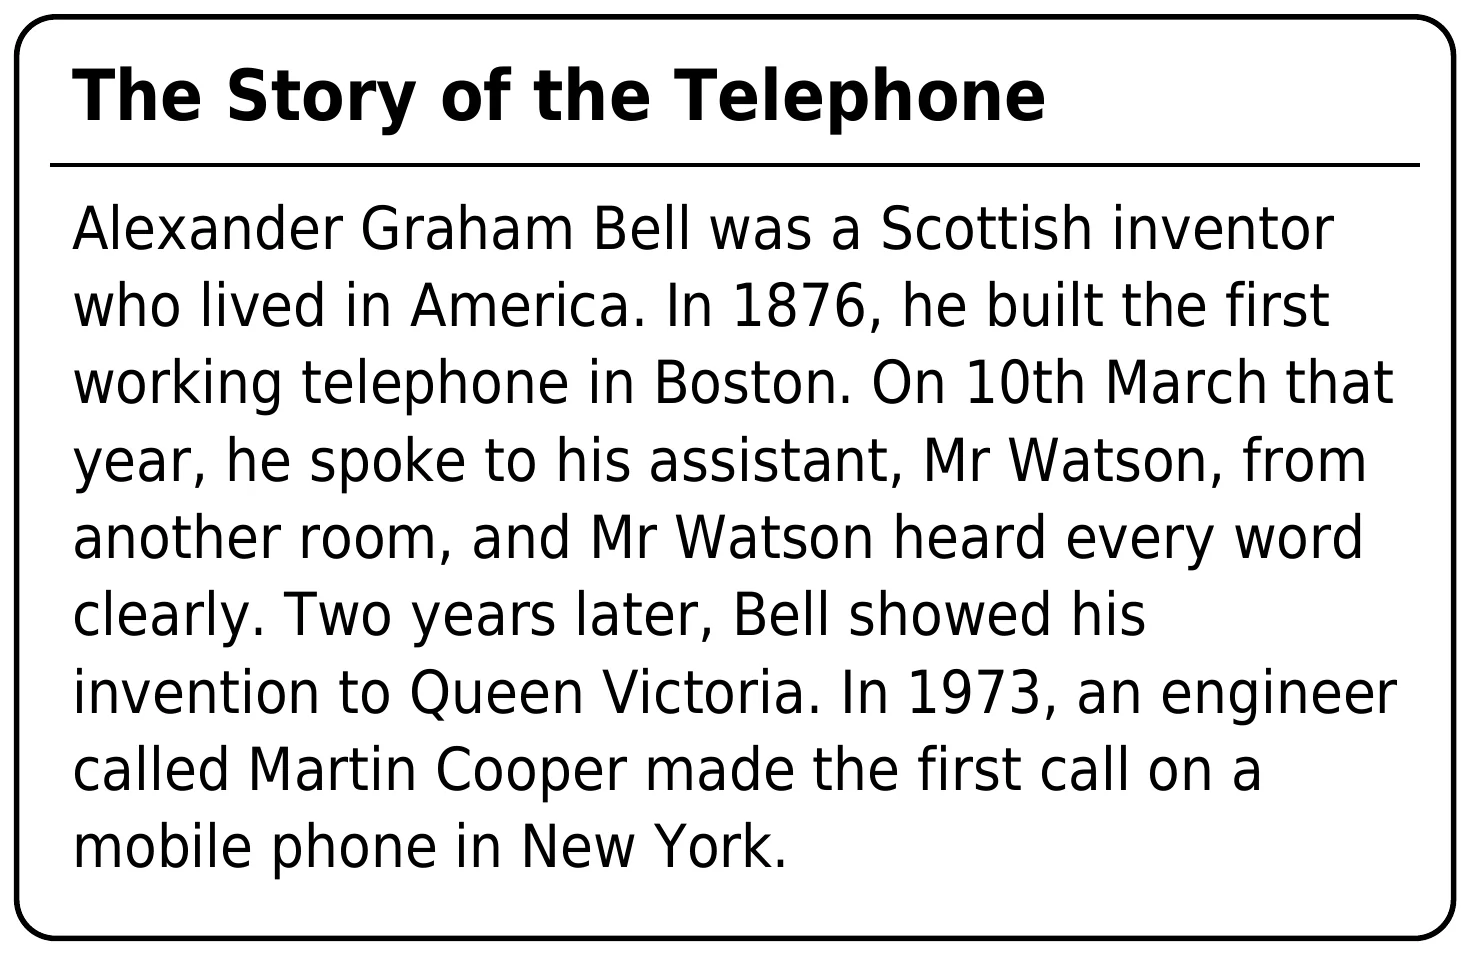 The Story of the Telephone
Alexander Graham Bell was a Scottish inventor
who lived in America. In 1876, he built the first
working telephone in Boston. On 10th March that
year, he spoke to his assistant, Mr Watson, from
another room, and Mr Watson heard every word
clearly. Two years later, Bell showed his
invention to Queen Victoria. In 1973, an engineer
called Martin Cooper made the first call on a
mobile phone in New York.